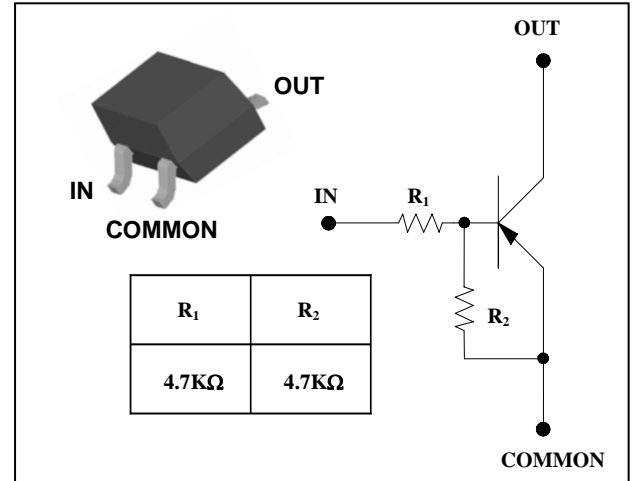 OUT
OUT
IN
COMMON
IN
R₁
R₂
R₁ R₂
4.7KΩ 4.7KΩ
COMMON